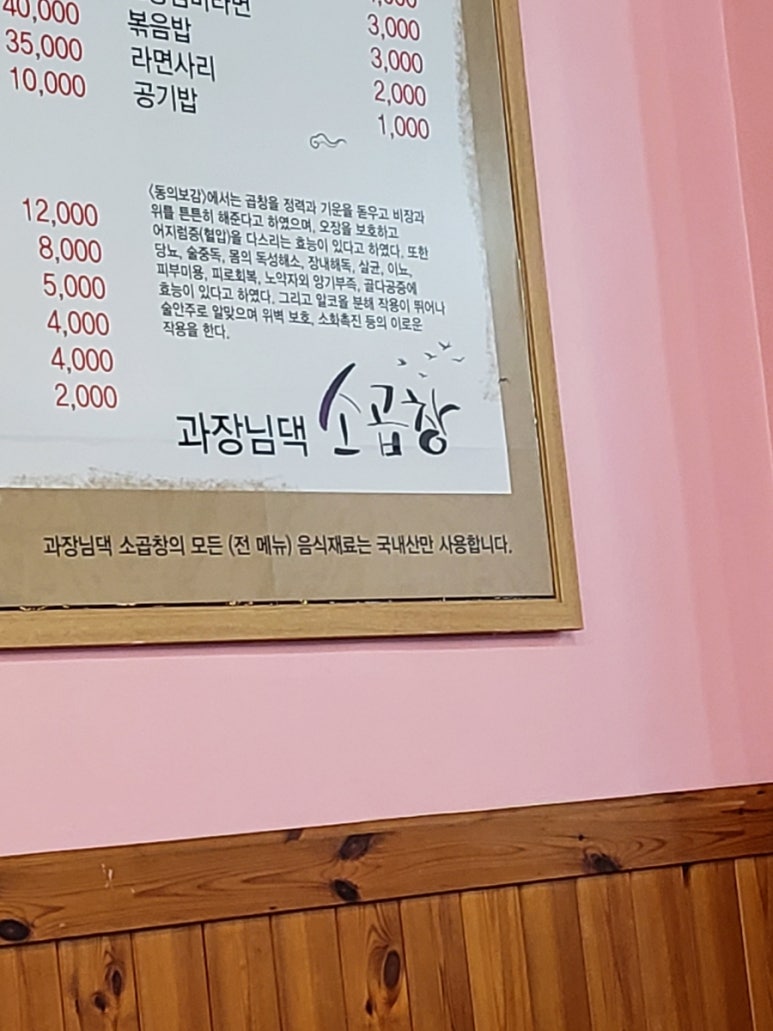 40,000
35,000
10,000
3,000
볶음밥 3,000
라면사리 2,000
공기밥 1,000
12,000
8,000
5,000
4,000
4,000
2,000
<동의보감>에서는 곱창을 정력과 기운을 돋우고 비장과
위를 튼튼히 해준다고 하였으며, 오장을 보호하고
어지럼증(혈압)을 다스리는 효능이 있다고 하였다. 또한
당뇨, 술중독, 몸의 독성해소, 장내해독, 살균, 이뇨,
피부미용, 피로회복, 노약자외 양기부족, 골다공증에
효능이 있다고 하였다. 그리고 알코올 분해 작용이 뛰어나
술안주로 알맞으며 위벽 보호, 소화촉진 등의 이로운
작용을 한다.
과장님댁 소곱창
과장님댁 소곱창의 모든 (전 메뉴) 음식재료는 국내산만 사용합니다.